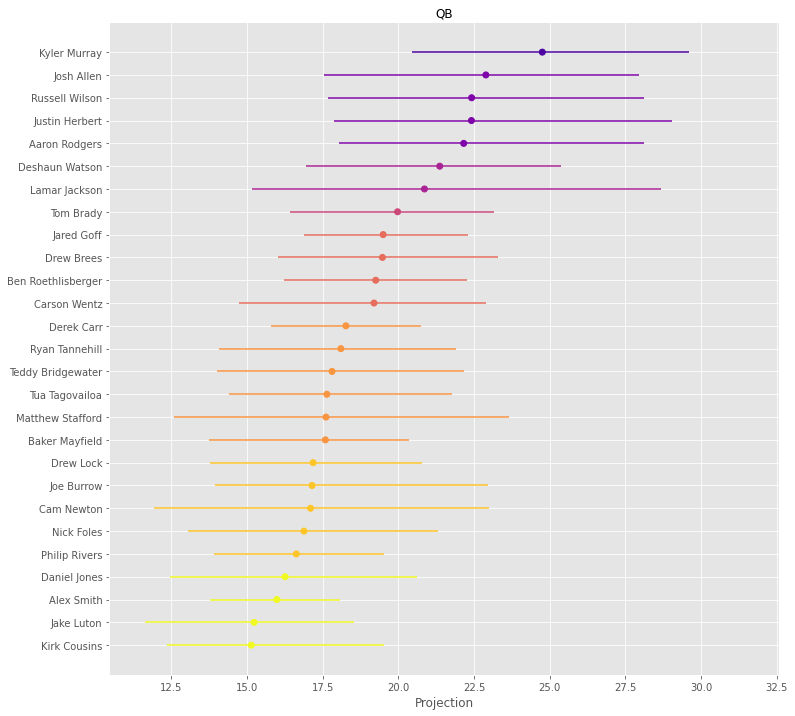 QB
Kyler Murray
Josh Allen
Russell Wilson
Justin Herbert
Aaron Rodgers
Deshaun Watson
Lamar Jackson
Tom Brady
Jared Goff
Drew Brees
Ben Roethlisberger
Carson Wentz
Derek Carr
Ryan Tannehill
Teddy Bridgewater
Tua Tagovailoa
Matthew Stafford
Baker Mayfield
Drew Lock
Joe Burrow
Cam Newton
Nick Foles
Philip Rivers
Daniel Jones
Alex Smith
Jake Luton
Kirk Cousins
12.5 15.0 17.5 20.0 22.5 25.0 27.5 30.0 32.5
Projection